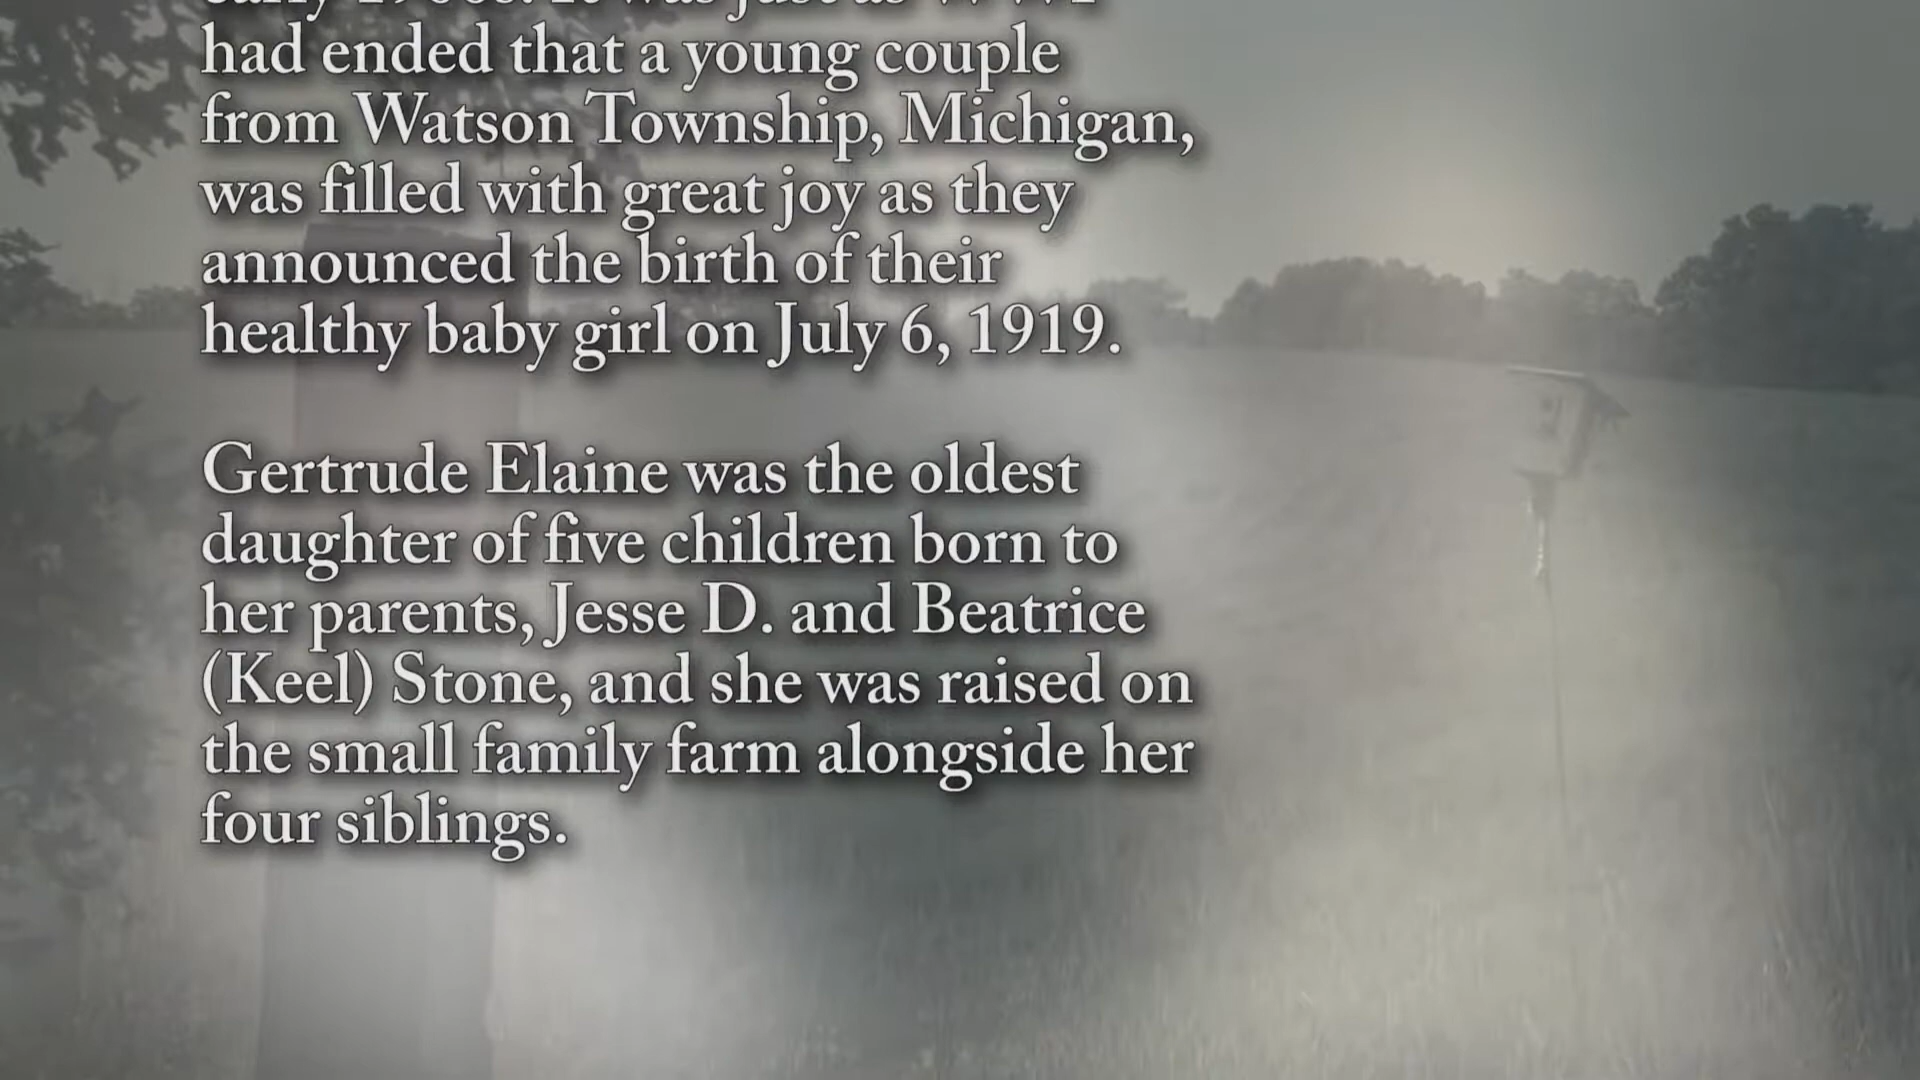 had ended that a young couple
from Watson Township, Michigan,
was filled with great joy as they
announced the birth of their
healthy baby girl on July 6, 1919.
Gertrude Elaine was the oldest
daughter of five children born to
her parents, Jesse D. and Beatrice
(Keel) Stone, and she was raised on
the small family farm alongside her
four siblings.